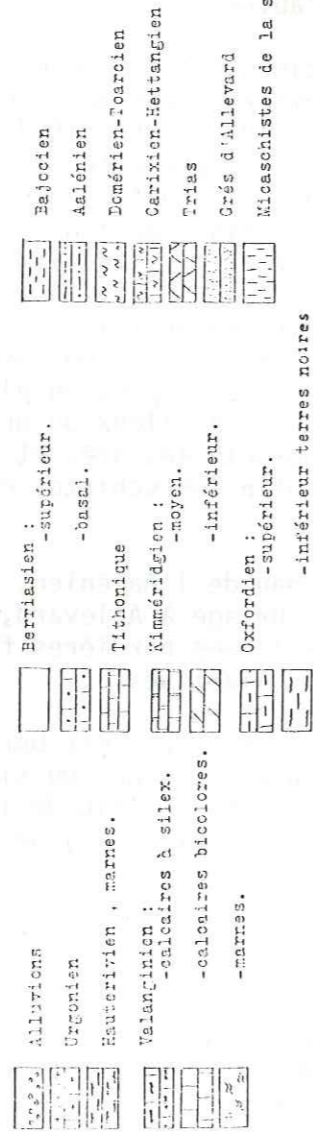 Alluvions
Urgonien
Hauterivien , marnes.
Valanginien :
-calcaires à silex.
-calcaires bicolores.
-marnes.
Berriasien :
-supérieur.
-basal.
Tithonique
Kimméridgien :
-moyen.
-inférieur.
Oxfordien :
-supérieur.
-inférieur terres noires
Bajocien
Aalénien
Domérien-Toarcien
Carixien-Hettangien
Trias
Grés d'Allevard
Micaschistes de la s